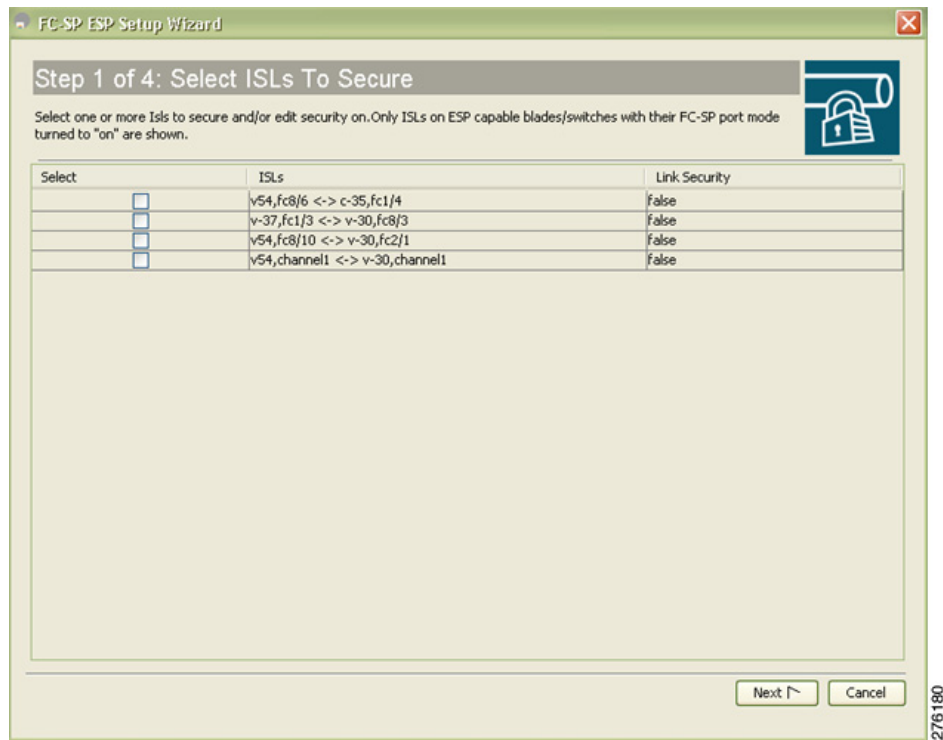 FC-SP ESP Setup Wizard
Step 1 of 4: Select ISLs To Secure
Select one or more Isls to secure and/or edit security on.Only ISLs on ESP capable blades/switches with their FC-SP port mode
turned to "on" are shown.
Select ISLs Link Security
v54,fc8/6 <-> c-35,fc1/4 false
v-37,fc1/3 <-> v-30,fc8/3 false
v54,fc8/10 <-> v-30,fc2/1 false
v54,channel1 <-> v-30,channel1 false
Next Cancel
276180